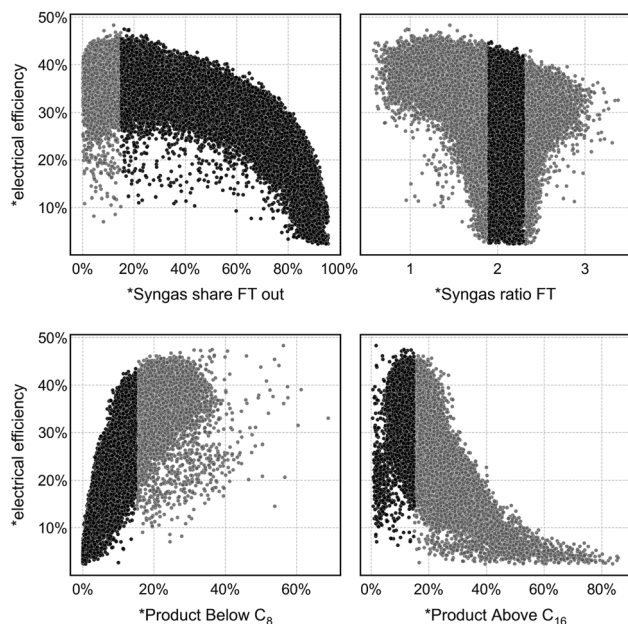 50%
40%
30%
20%
10%
*electrical efficiency
0% 20% 40% 60% 80% 100%
*Syngas share FT out
1 2 3
*Syngas ratio FT
50%
40%
30%
20%
10%
*electrical efficiency
0% 20% 40% 60%
*Product Below C₈
0% 20% 40% 60% 80%
*Product Above C₁₆